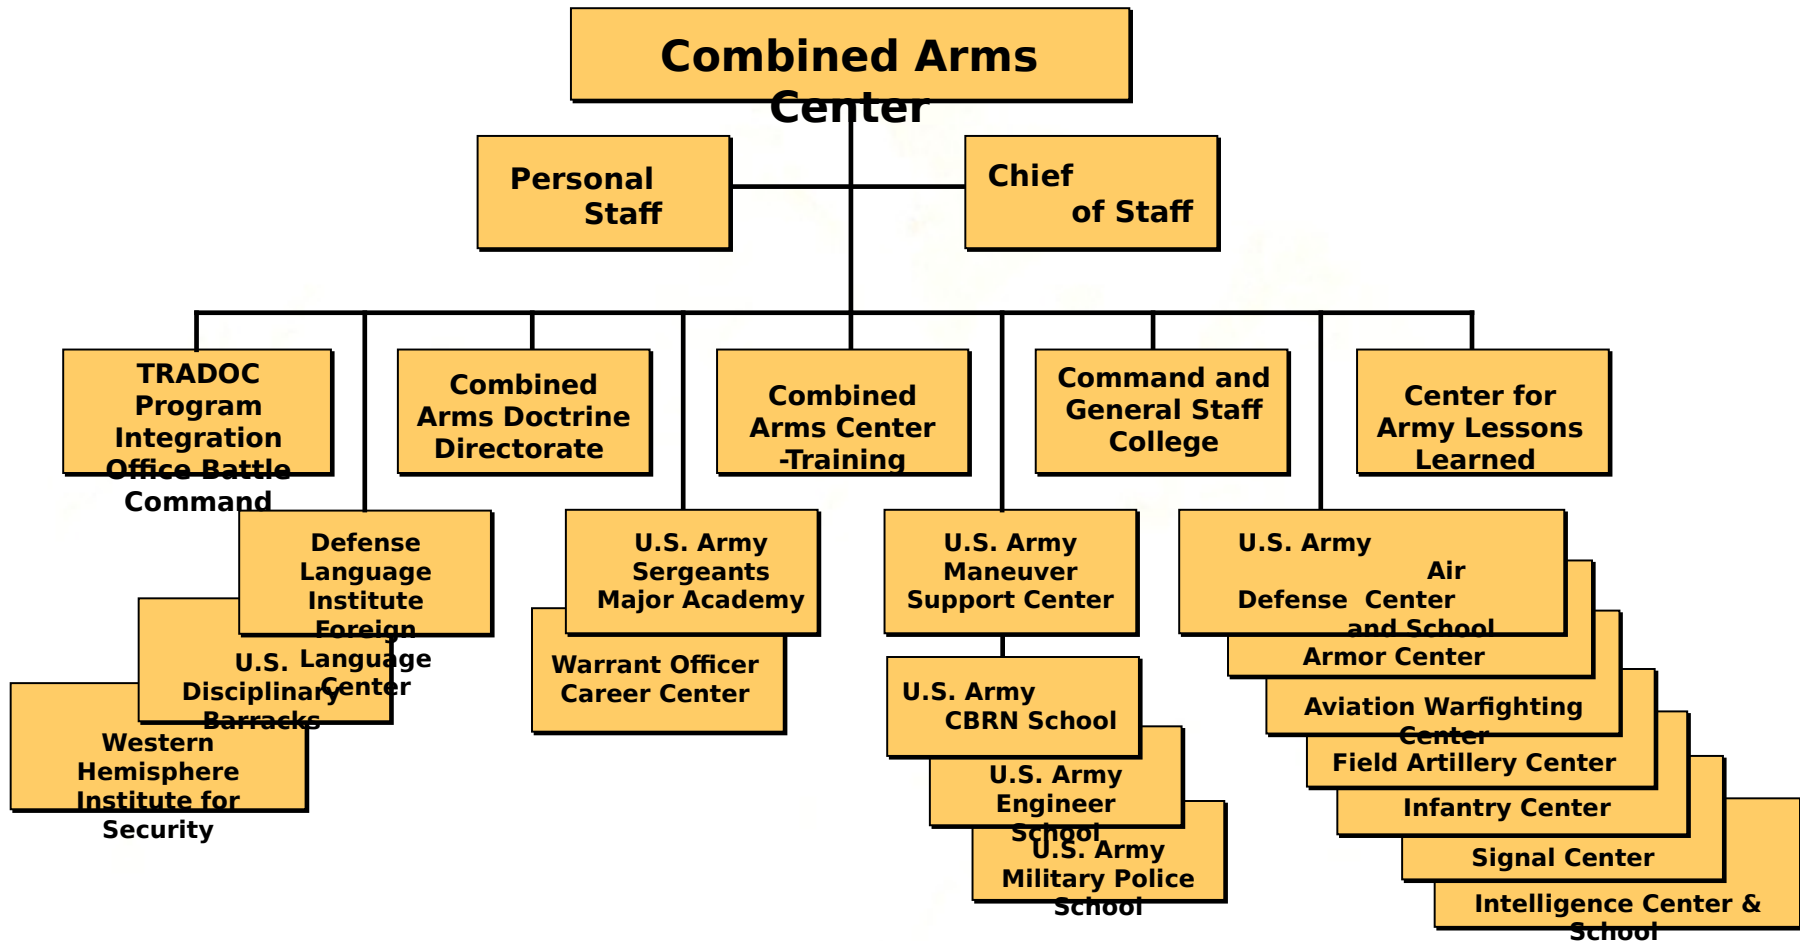 Combined Arms
Center
Personal
Staff
Chief
of Staff
TRADOC
Program
Integration
Office Battle
Command
Combined
Arms Doctrine
Directorate
Combined
Arms Center
-Training
Command and
General Staff
College
Center for
Army Lessons
Learned
Defense
Language
Institute
Foreign
Language
Center
U.S.
Disciplinary
Barracks
Western
Hemisphere
Institute for
Security
U.S. Army
Sergeants
Major Academy
Warrant Officer
Career Center
U.S. Army
Maneuver
Support Center
U.S. Army
CBRN School
U.S. Army
Engineer
School
U.S. Army
Military Police
School
U.S. Army
Air
Defense Center
and School
Armor Center
Aviation Warfighting
Center
Field Artillery Center
Infantry Center
Signal Center
Intelligence Center &
School